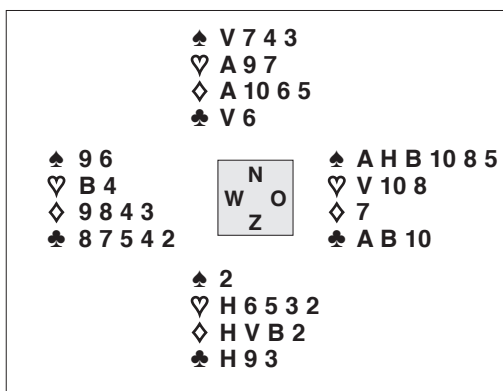 ♠ V 7 4 3
♡ A 9 7
♢ A 10 6 5
♣ V 6
♠ 9 6
♡ B 4
♢ 9 8 4 3
♣ 8 7 5 4 2
N
W O
Z
♠ A H B 10 8 5
♡ V 10 8
♢ 7
♣ A B 10
♠ 2
♡ H 6 5 3 2
♢ H V B 2
♣ H 9 3